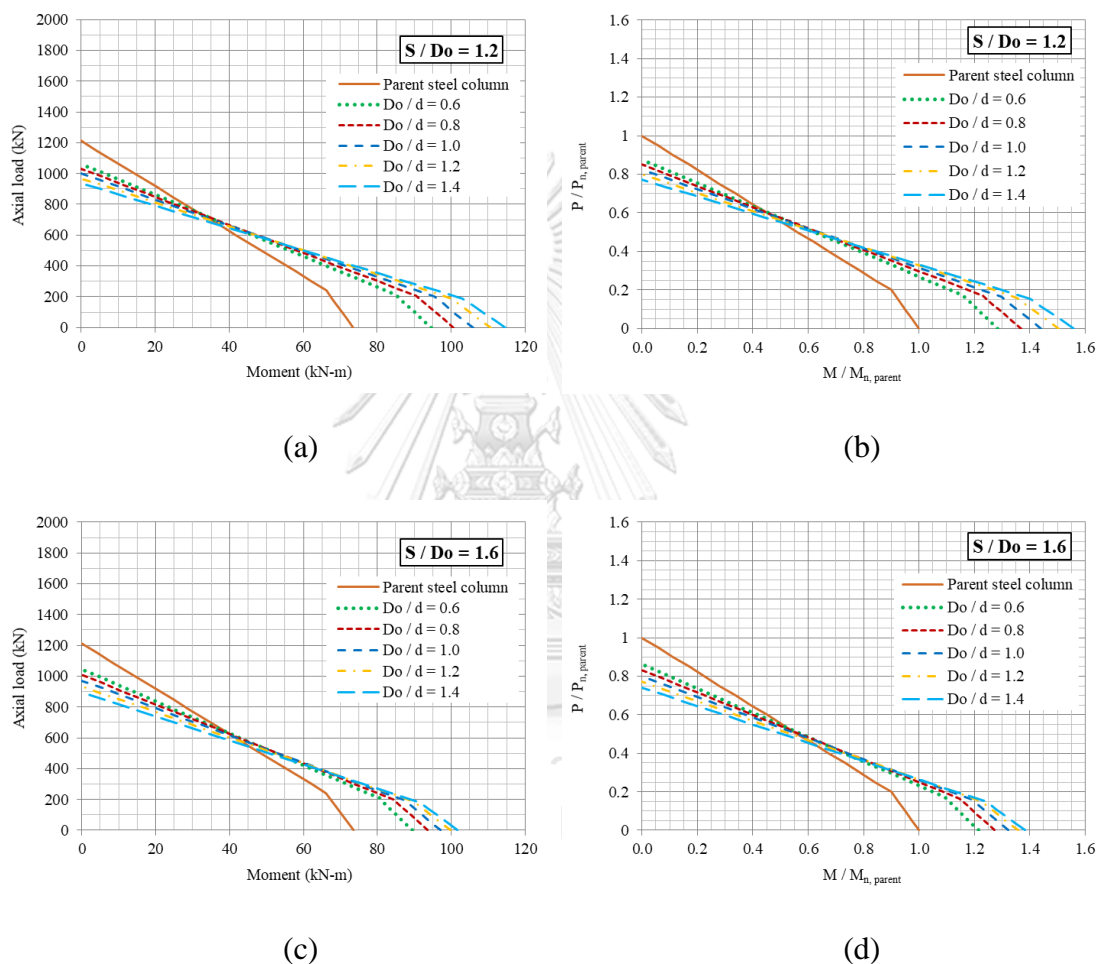 S / Do = 1.2
Axial load (kN)
2000
1800
1600
1400
1200
1000
800
600
400
200
0
0 20 40 60 80 100 120
Moment (kN-m)
Parent steel column
Do / d = 0.6
Do / d = 0.8
Do / d = 1.0
Do / d = 1.2
Do / d = 1.4
(a)
S / Do = 1.2
P / Pn, parent
1.6
1.4
1.2
1
0.8
0.6
0.4
0.2
0
0.0 0.2 0.4 0.6 0.8 1.0 1.2 1.4 1.6
M / Mn, parent
Parent steel column
Do / d = 0.6
Do / d = 0.8
Do / d = 1.0
Do / d = 1.2
Do / d = 1.4
(b)
S / Do = 1.6
Axial load (kN)
2000
1800
1600
1400
1200
1000
800
600
400
200
0
0 20 40 60 80 100 120
Moment (kN-m)
Parent steel column
Do / d = 0.6
Do / d = 0.8
Do / d = 1.0
Do / d = 1.2
Do / d = 1.4
(c)
S / Do = 1.6
P / Pn, parent
1.6
1.4
1.2
1
0.8
0.6
0.4
0.2
0
0.0 0.2 0.4 0.6 0.8 1.0 1.2 1.4 1.6
M / Mn, parent
Parent steel column
Do / d = 0.6
Do / d = 0.8
Do / d = 1.0
Do / d = 1.2
Do / d = 1.4
(d)